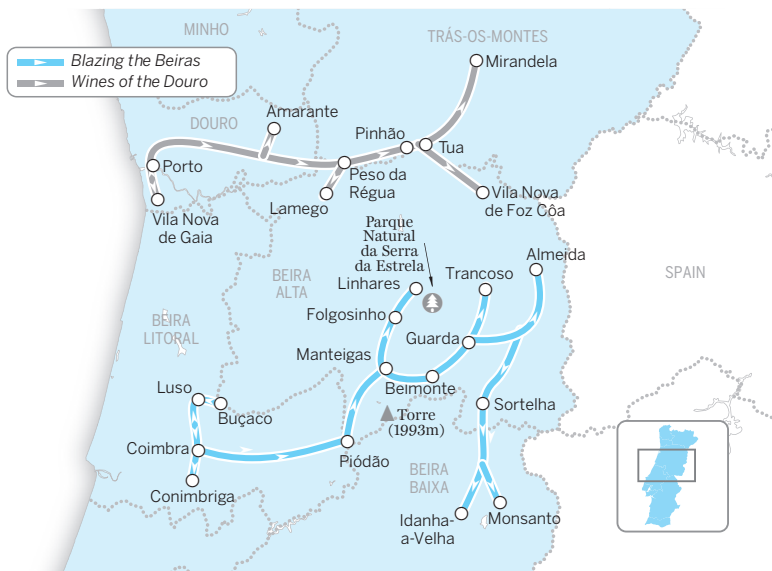 MINHO
TRÁS-OS-MONTES
Blazing the Beiras
Wines of the Douro
Mirandela
Amarante
DOURO
Pinhão
Tua
Porto
Peso da
Régua
Lamego
Vila Nova
de Foz Côa
Vila Nova
de Gaia
Parque
Natural
da Serra
da Estrela
Almeida
Trancoso
SPAIN
BEIRA
ALTA
Linhares
Folgosinho
BEIRA
LITORAL
Guarda
Manteigas
Belmonte
Luso
Buçaco
Torre
(1993m)
Sortelha
Coimbra
Piódão
BEIRA
BAIXA
Conimbriga
Idanha-
a-Velha
Monsanto